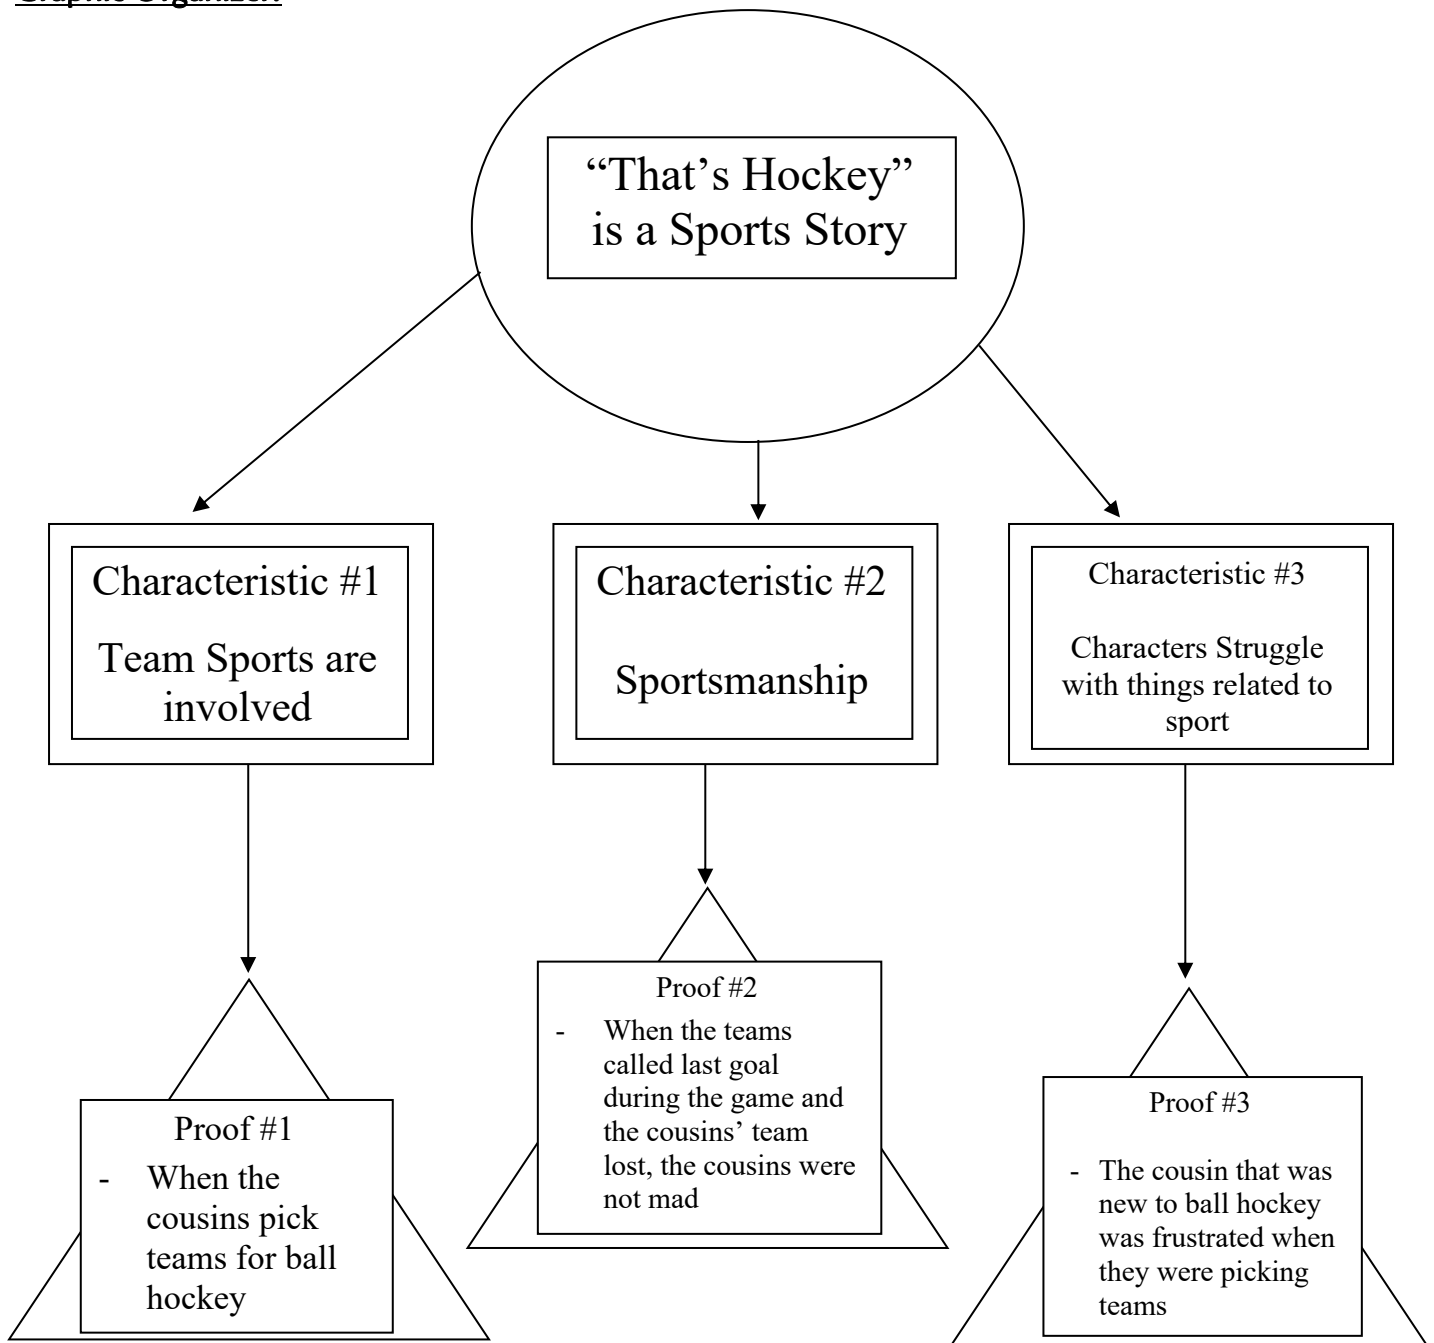 Graphic Organizer:
“That’s Hockey”
is a Sports Story
Characteristic #1
Team Sports are
involved
Characteristic #2
Sportsmanship
Characteristic #3
Characters Struggle
with things related to
sport
Proof #1
- When the
cousins pick
teams for ball
hockey
Proof #2
- When the teams
called last goal
during the game and
the cousins’ team
lost, the cousins were
not mad
Proof #3
- The cousin that was
new to ball hockey
was frustrated when
they were picking
teams